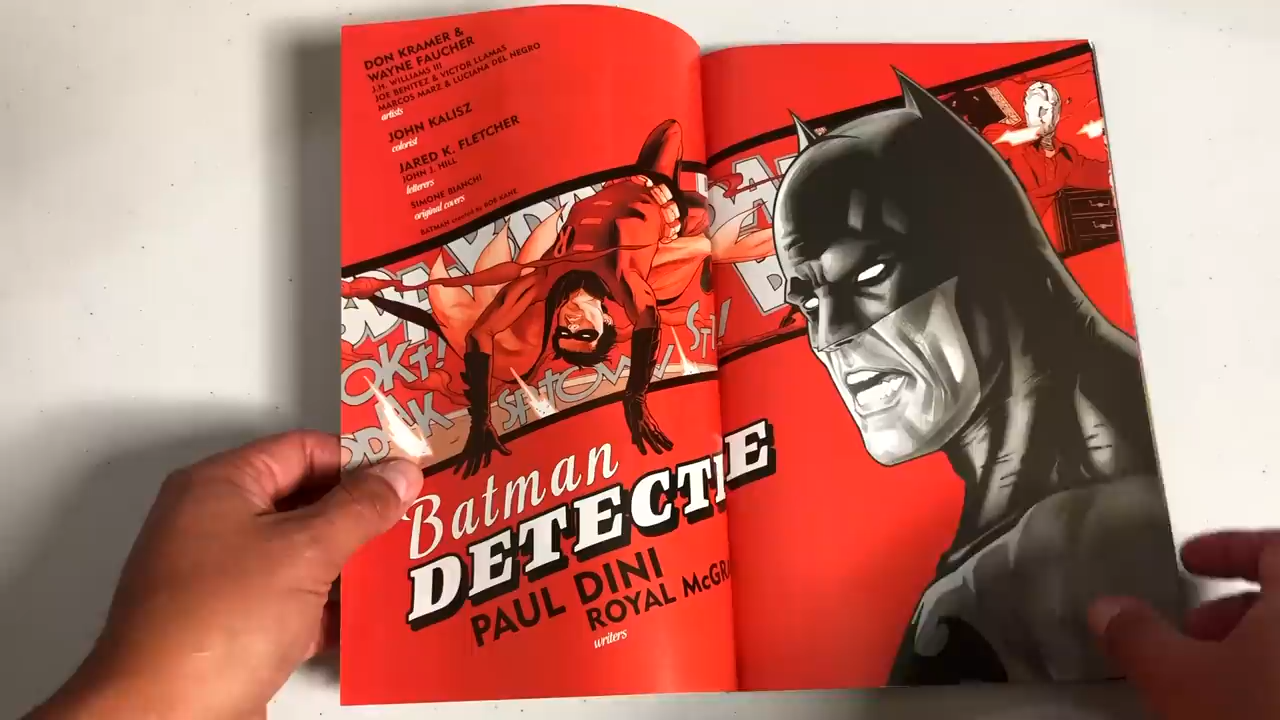 DON KRAMER &
WAYNE FAUCHER
J.H. WILLIAMS III
JOE BENITEZ & VICTOR LLAMAS
MARCOS MARZ & LUCIANA DEL NEGRO
artists
JOHN KALISZ
colorist
JARED K. FLETCHER
JOHN J. HILL
letterers
SIMONE BIANCHI
original covers
BATMAN created by BOB KANE
OKT!
SPTOW
Batman
DETECTI E
PAUL DINI
ROYAL McGR
writers